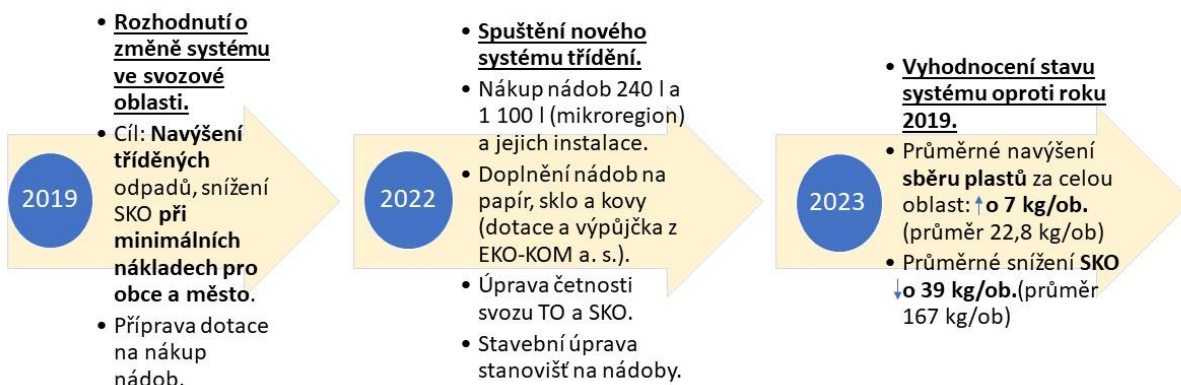 2019
• Rozhodnutí o
změně systému
ve svozové
oblasti.
• Cíl: Navýšení
tříděných
odpadů, snížení
SKO při
minimálních
nákladech pro
obce a město.
• Příprava dotace
na nákup
nádob.
2022
• Spuštění nového
systému třídění.
• Nákup nádob 240 l a
1 100 l (mikroregion)
a jejich instalace.
• Doplnění nádob na
papír, sklo a kovy
(dotace a výpůjčka z
EKO-KOM a. s.).
• Úprava četnosti
svozu TO a SKO.
• Stavební úprava
stanovišť na nádoby.
2023
• Vyhodnocení stavu
systému oproti roku
2019.
• Průměrné navýšení
sběru plastů za celou
oblast: ↑o 7 kg/ob.
(průměr 22,8 kg/ob)
• Průměrné snížení SKO
↓o 39 kg/ob.(průměr
167 kg/ob)